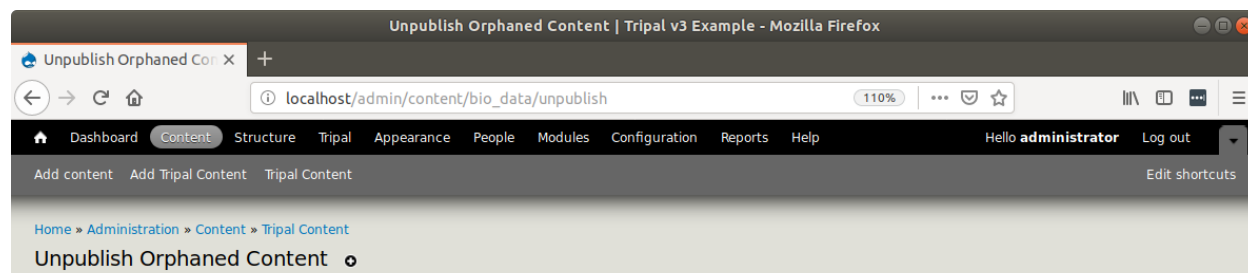 Unpublish Orphaned Content | Tripal v3 Example - Mozilla Firefox
Unpublish Orphaned Con
localhost/admin/content/bio_data/unpublish 110%
Dashboard Content Structure Tripal Appearance People Modules Configuration Reports Help Hello administrator Log out
Add content Add Tripal Content Tripal Content Edit shortcuts
Home » Administration » Content » Tripal Content
Unpublish Orphaned Content